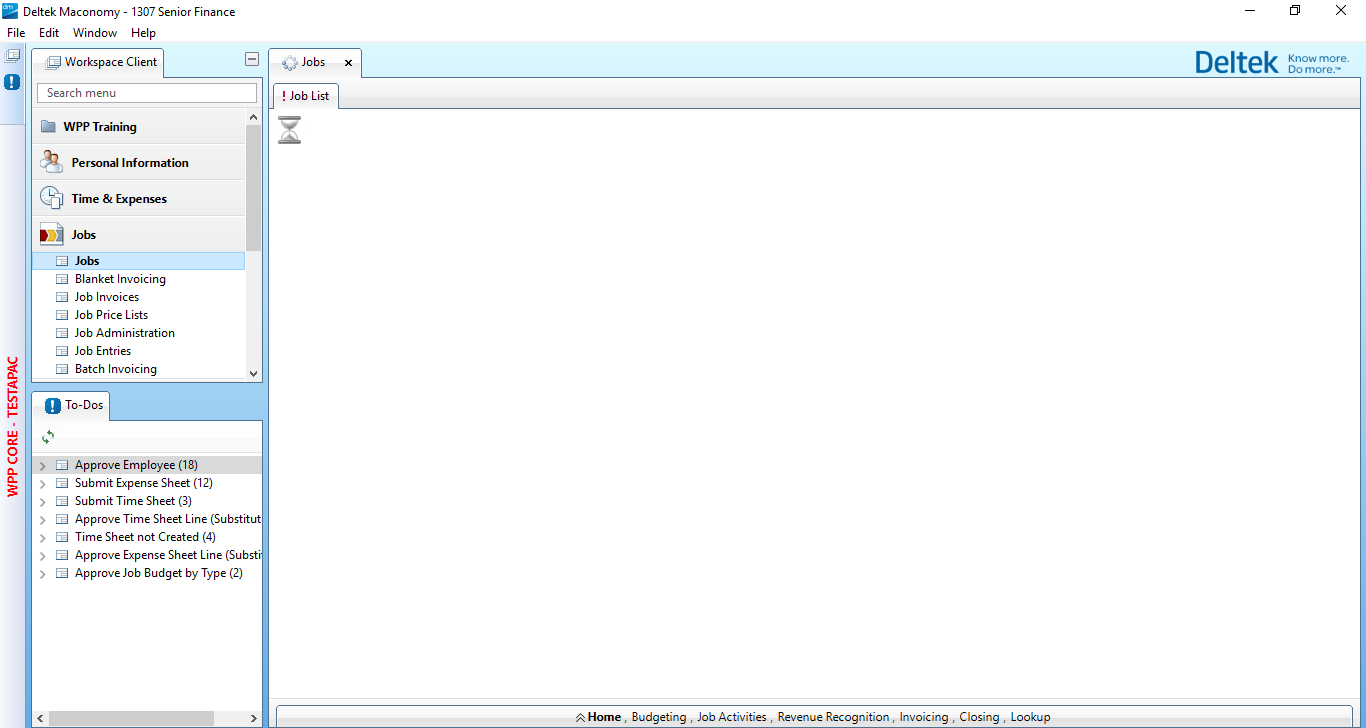 Deltek Maconomy - 1307 Senior Finance
File Edit Window Help
Workspace Client
Search menu
WPP Training
Personal Information
Time & Expenses
Jobs
Jobs
Blanket Invoicing
Job Invoices
Job Price Lists
Job Administration
Job Entries
Batch Invoicing
WPP CORE - TESTAPAC
To-Dos
Approve Employee (18)
Submit Expense Sheet (12)
Submit Time Sheet (3)
Approve Time Sheet Line (Substitut
Time Sheet not Created (4)
Approve Expense Sheet Line (Substi
Approve Job Budget by Type (2)
Jobs
Deltek Know more.
Do more.™
! Job List
Home , Budgeting , Job Activities , Revenue Recognition , Invoicing , Closing , Lookup